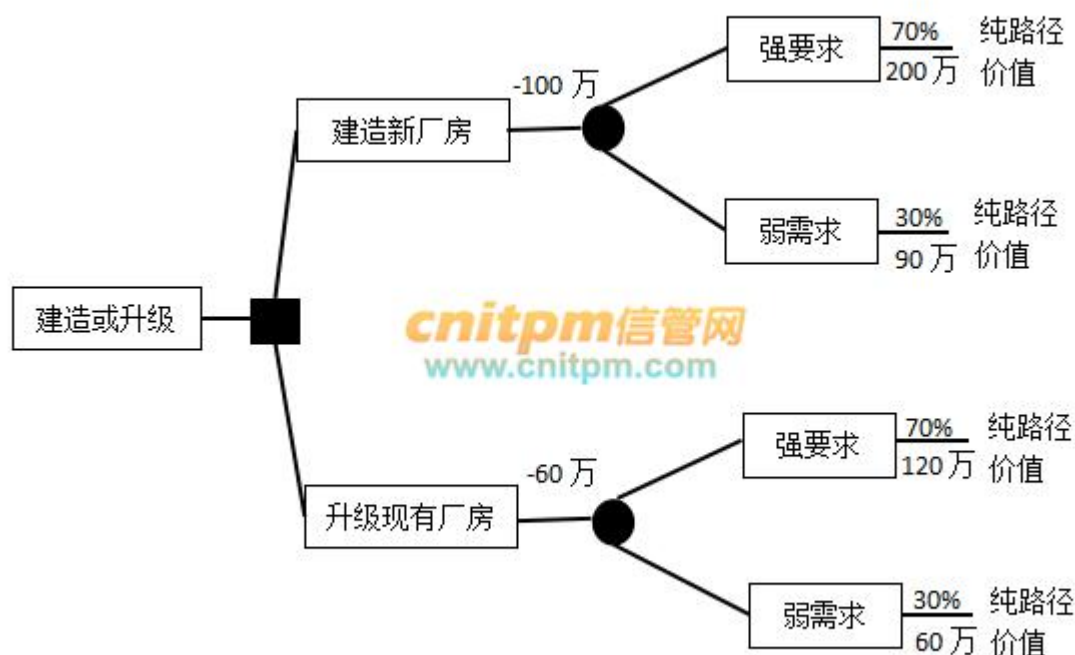 强要求
70%
200 万
纯路径
价值
-100 万
建造新厂房
弱需求
30%
90 万
纯路径
价值
建造或升级
cnitpm信管网
www.cnitpm.com
强要求
70%
120 万
纯路径
价值
-60 万
升级现有厂房
弱需求
30%
60 万
纯路径
价值